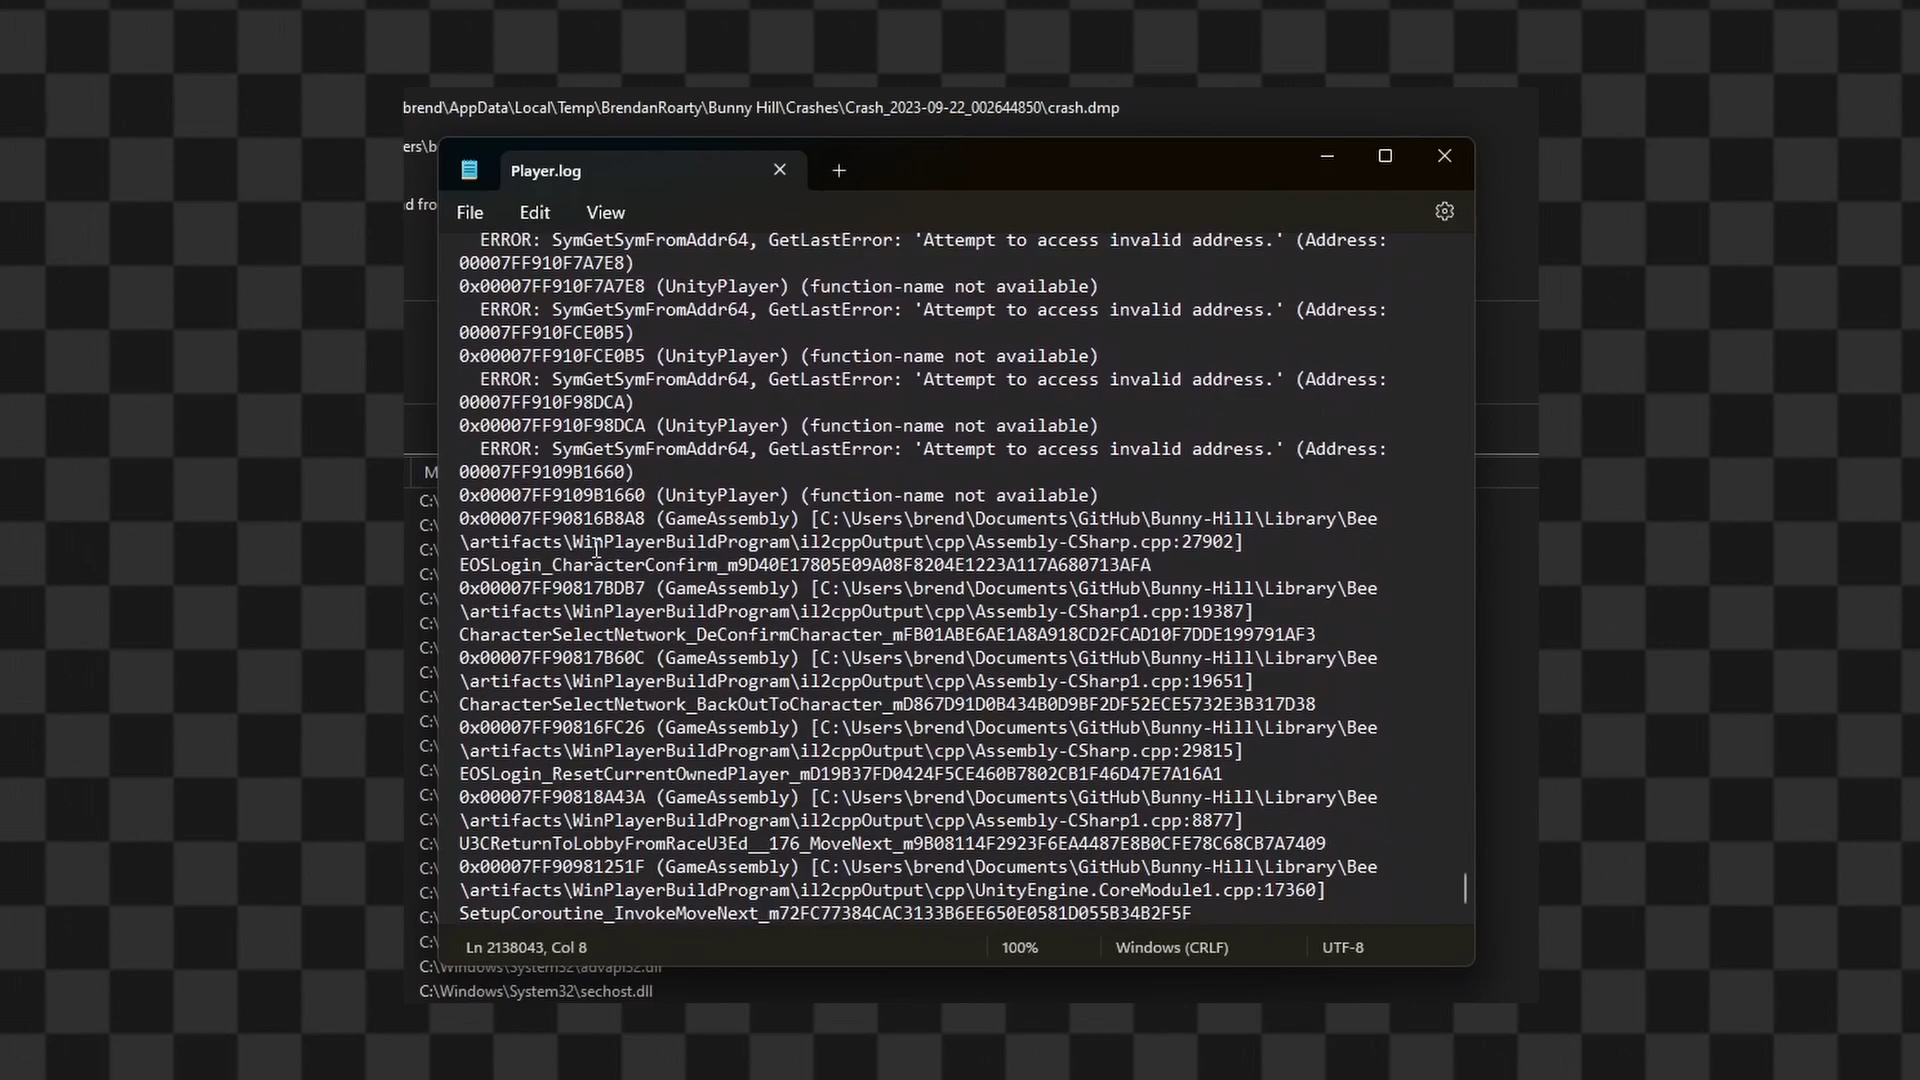 brend\AppData\Local\Temp\BrendanRoarty\Bunny Hill\Crashes\Crash_2023-09-22_002644850\crash.dmp
ers\b
Player.log
d fro
File Edit View
ERROR: SymGetSymFromAddr64, GetLastError: 'Attempt to access invalid address.' (Address:
00007FF910F7A7E8)
0x00007FF910F7A7E8 (UnityPlayer) (function-name not available)
ERROR: SymGetSymFromAddr64, GetLastError: 'Attempt to access invalid address.' (Address:
00007FF910FCE0B5)
0x00007FF910FCE0B5 (UnityPlayer) (function-name not available)
ERROR: SymGetSymFromAddr64, GetLastError: 'Attempt to access invalid address.' (Address:
00007FF910F98DCA)
0x00007FF910F98DCA (UnityPlayer) (function-name not available)
ERROR: SymGetSymFromAddr64, GetLastError: 'Attempt to access invalid address.' (Address:
00007FF9109B1660)
0x00007FF9109B1660 (UnityPlayer) (function-name not available)
0x00007FF90816B8A8 (GameAssembly) [C:\Users\brend\Documents\GitHub\Bunny-Hill\Library\Bee
\artifacts\WinPlayerBuildProgram\il2cppOutput\cpp\Assembly-CSharp.cpp:27902]
EOSLogin_CharacterConfirm_m9D40E17805E09A08F8204E1223A117A680713AFA
0x00007FF90817BDB7 (GameAssembly) [C:\Users\brend\Documents\GitHub\Bunny-Hill\Library\Bee
\artifacts\WinPlayerBuildProgram\il2cppOutput\cpp\Assembly-CSharp1.cpp:19387]
CharacterSelectNetwork_DeConfirmCharacter_mFB01ABE6AE1A8A918CD2FCAD10F7DDE199791AF3
0x00007FF90817B60C (GameAssembly) [C:\Users\brend\Documents\GitHub\Bunny-Hill\Library\Bee
\artifacts\WinPlayerBuildProgram\il2cppOutput\cpp\Assembly-CSharp1.cpp:19651]
CharacterSelectNetwork_BackOutToCharacter_mD867D91D0B434B0D9BF2DF52ECE5732E3B317D38
0x00007FF90816FC26 (GameAssembly) [C:\Users\brend\Documents\GitHub\Bunny-Hill\Library\Bee
\artifacts\WinPlayerBuildProgram\il2cppOutput\cpp\Assembly-CSharp.cpp:29815]
EOSLogin_ResetCurrentOwnedPlayer_mD19B37FD0424F5CE460B7802CB1F46D47E7A16A1
0x00007FF90818A43A (GameAssembly) [C:\Users\brend\Documents\GitHub\Bunny-Hill\Library\Bee
\artifacts\WinPlayerBuildProgram\il2cppOutput\cpp\Assembly-CSharp1.cpp:8877]
U3CReturnToLobbyFromRaceU3Ed__176_MoveNext_m9B08114F2923F6EA4487E8B0CFE78C68CB7A7409
0x00007FF90981251F (GameAssembly) [C:\Users\brend\Documents\GitHub\Bunny-Hill\Library\Bee
\artifacts\WinPlayerBuildProgram\il2cppOutput\cpp\UnityEngine.CoreModule1.cpp:17360]
SetupCoroutine_InvokeMoveNext_m72FC77384CAC3133B6EE650E0581D055B34B2F5F
Ln 2138043, Col 8 100% Windows (CRLF) UTF-8
C:\Windows\System32\advapi32.dll
C:\Windows\System32\sechost.dll